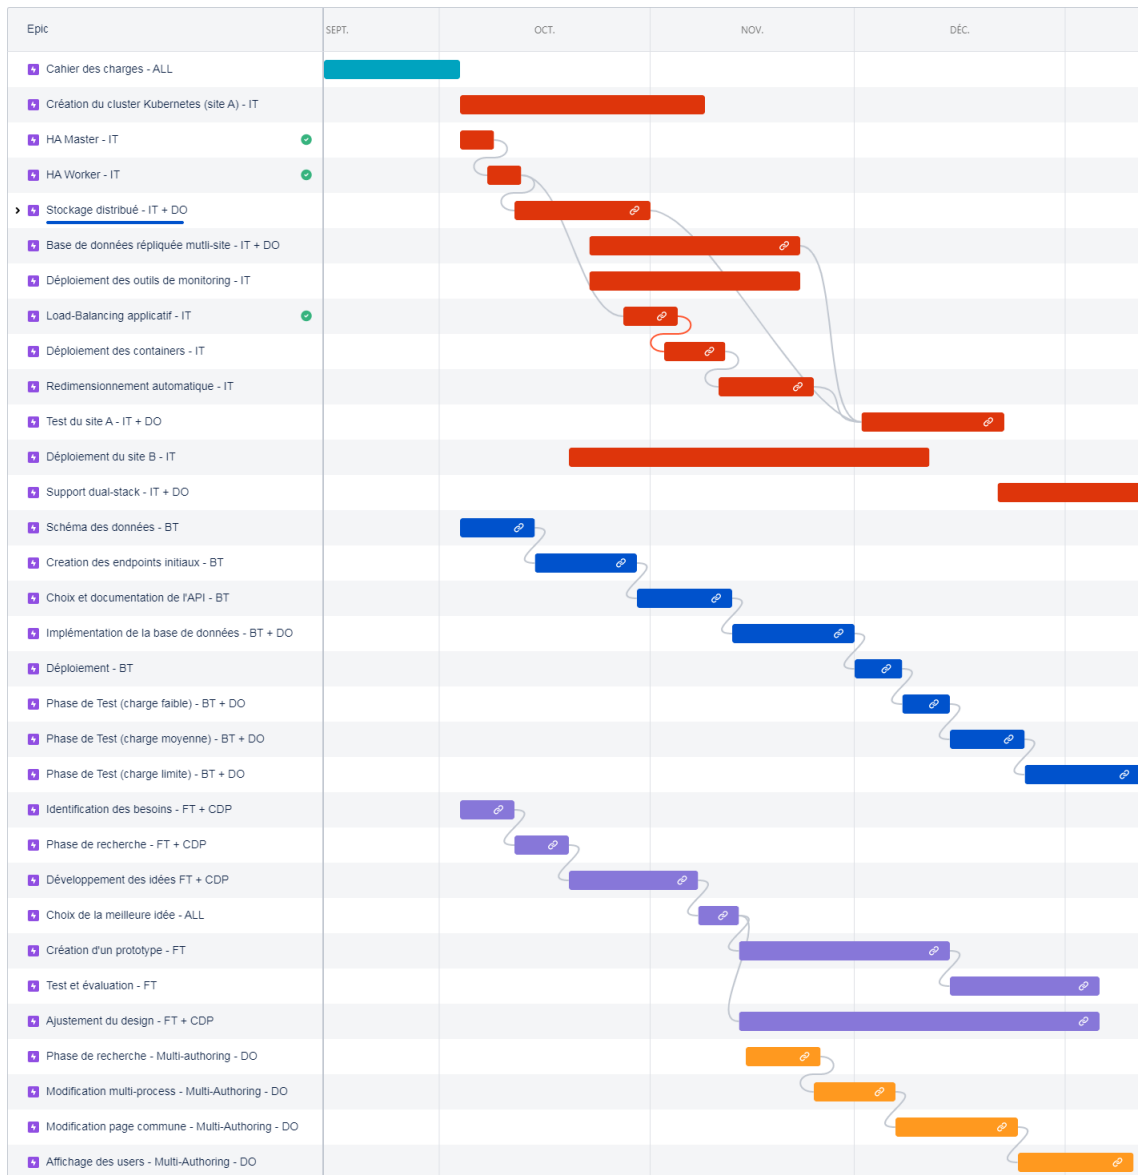 Epic
SEPT.
OCT.
NOV.
DÉC.
Cahier des charges - ALL
Création du cluster Kubernetes (site A) - IT
HA Master - IT
HA Worker - IT
Stockage distribué - IT + DO
Base de données répliquée mutli-site - IT + DO
Déploiement des outils de monitoring - IT
Load-Balancing applicatif - IT
Déploiement des containers - IT
Redimensionnement automatique - IT
Test du site A - IT + DO
Déploiement du site B - IT
Support dual-stack - IT + DO
Schéma des données - BT
Creation des endpoints initiaux - BT
Choix et documentation de l'API - BT
Implémentation de la base de données - BT + DO
Déploiement - BT
Phase de Test (charge faible) - BT + DO
Phase de Test (charge moyenne) - BT + DO
Phase de Test (charge limite) - BT + DO
Identification des besoins - FT + CDP
Phase de recherche - FT + CDP
Développement des idées FT + CDP
Choix de la meilleure idée - ALL
Création d'un prototype - FT
Test et évaluation - FT
Ajustement du design - FT + CDP
Phase de recherche - Multi-authoring - DO
Modification multi-process - Multi-Authoring - DO
Modification page commune - Multi-Authoring - DO
Affichage des users - Multi-Authoring - DO